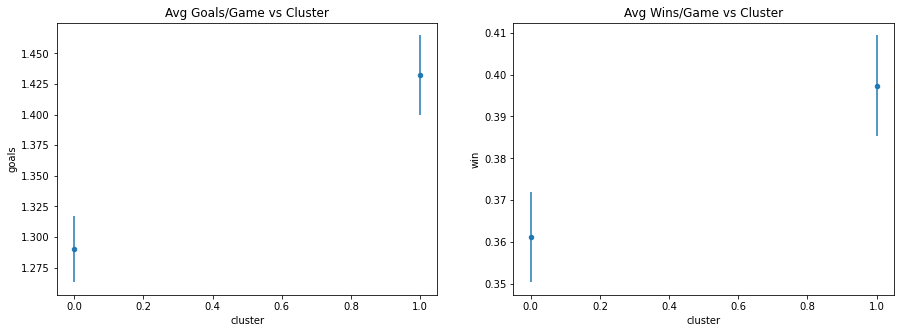 Avg Goals/Game vs Cluster
goals
1.450
1.425
1.400
1.375
1.350
1.325
1.300
1.275
0.0 0.2 0.4 0.6 0.8 1.0
cluster
Avg Wins/Game vs Cluster
win
0.41
0.40
0.39
0.38
0.37
0.36
0.35
0.0 0.2 0.4 0.6 0.8 1.0
cluster